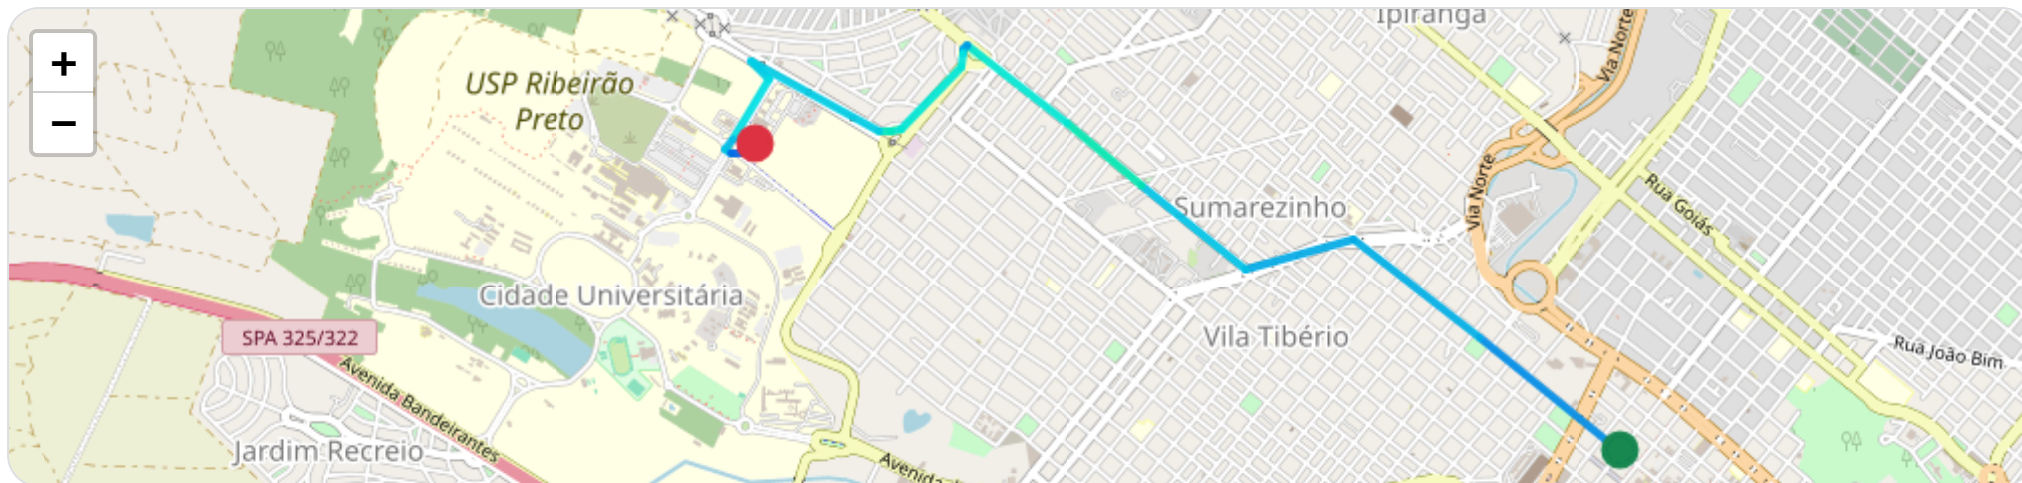 Ipiranga
Via Norte
+
−
USP Ribeirão
Preto
Via Norte
Rua Goiás
Sumarezinho
Cidade Universitária
SPA 325/322
Vila Tibério
Rua João Bim
Avenida Bandeirantes
Jardim Recreio
Avenida